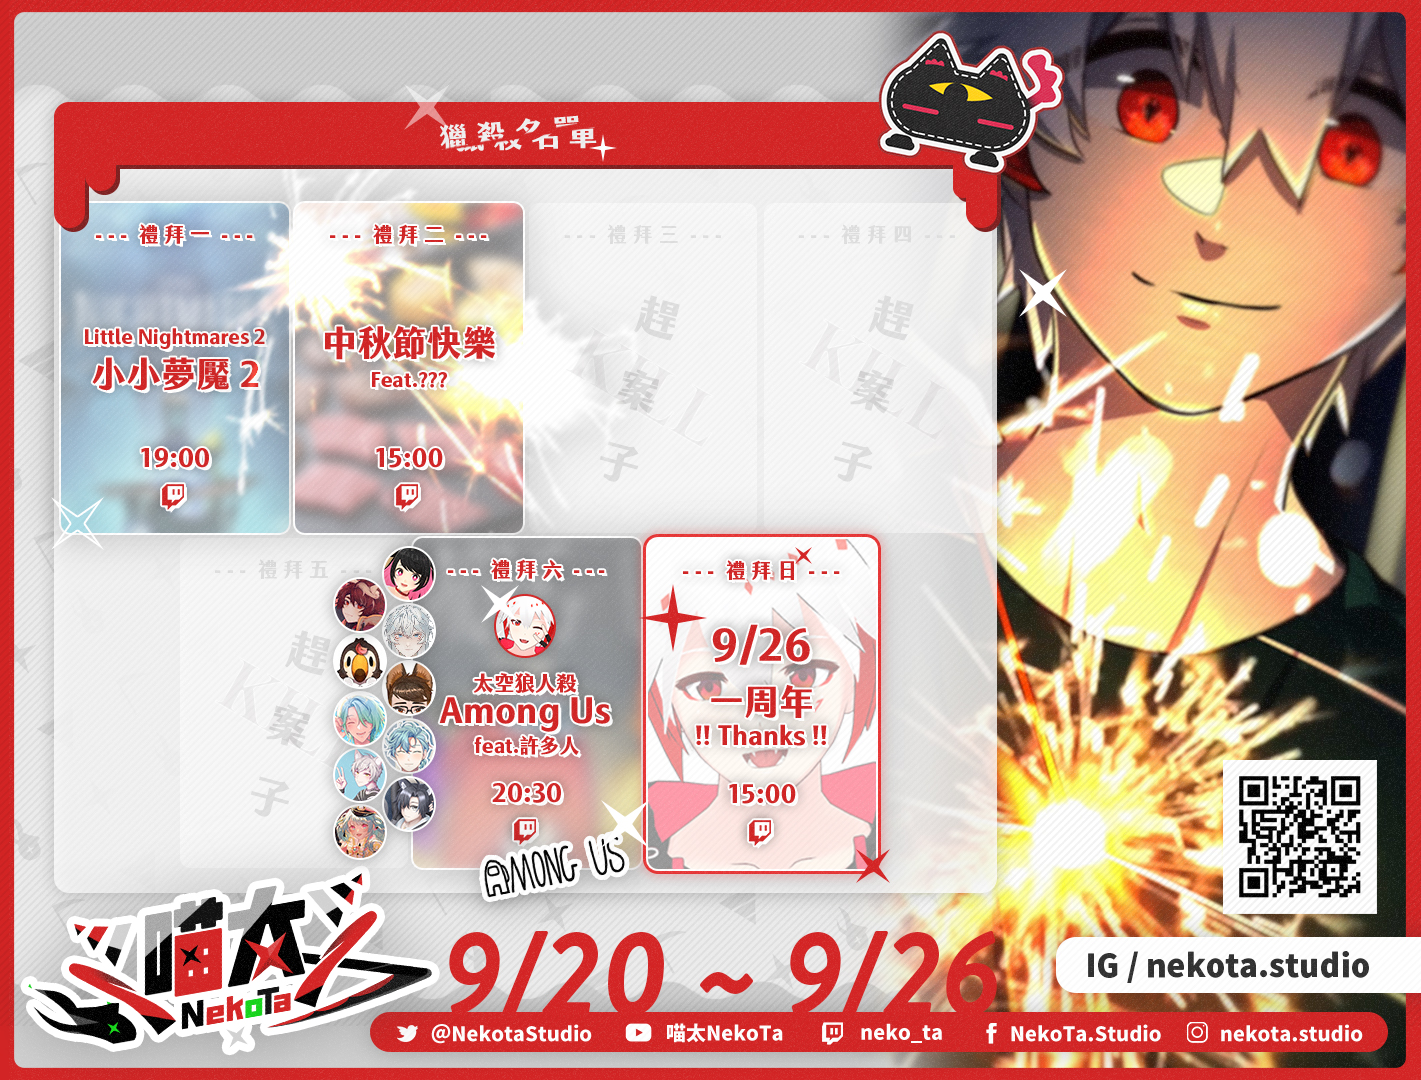 獵殺名單
--- 禮拜一 ---
Little Nightmares 2
小小夢魘 2
19:00
--- 禮拜二 ---
中秋節快樂
Feat.???
15:00
--- 禮拜三 ---
趕
案
子
--- 禮拜四 ---
趕
案
子
--- 禮拜五 ---
趕
案
子
--- 禮拜六 ---
太空狼人殺
Among Us
feat.許多人
20:30
AMONG US
--- 禮拜日 ---
9/26
一周年
!! Thanks !!
15:00
喵太
NekoTa
9/20 ~ 9/26
IG / nekota.studio
@NekotaStudio
喵太NekoTa
neko_ta
NekoTa.Studio
nekota.studio